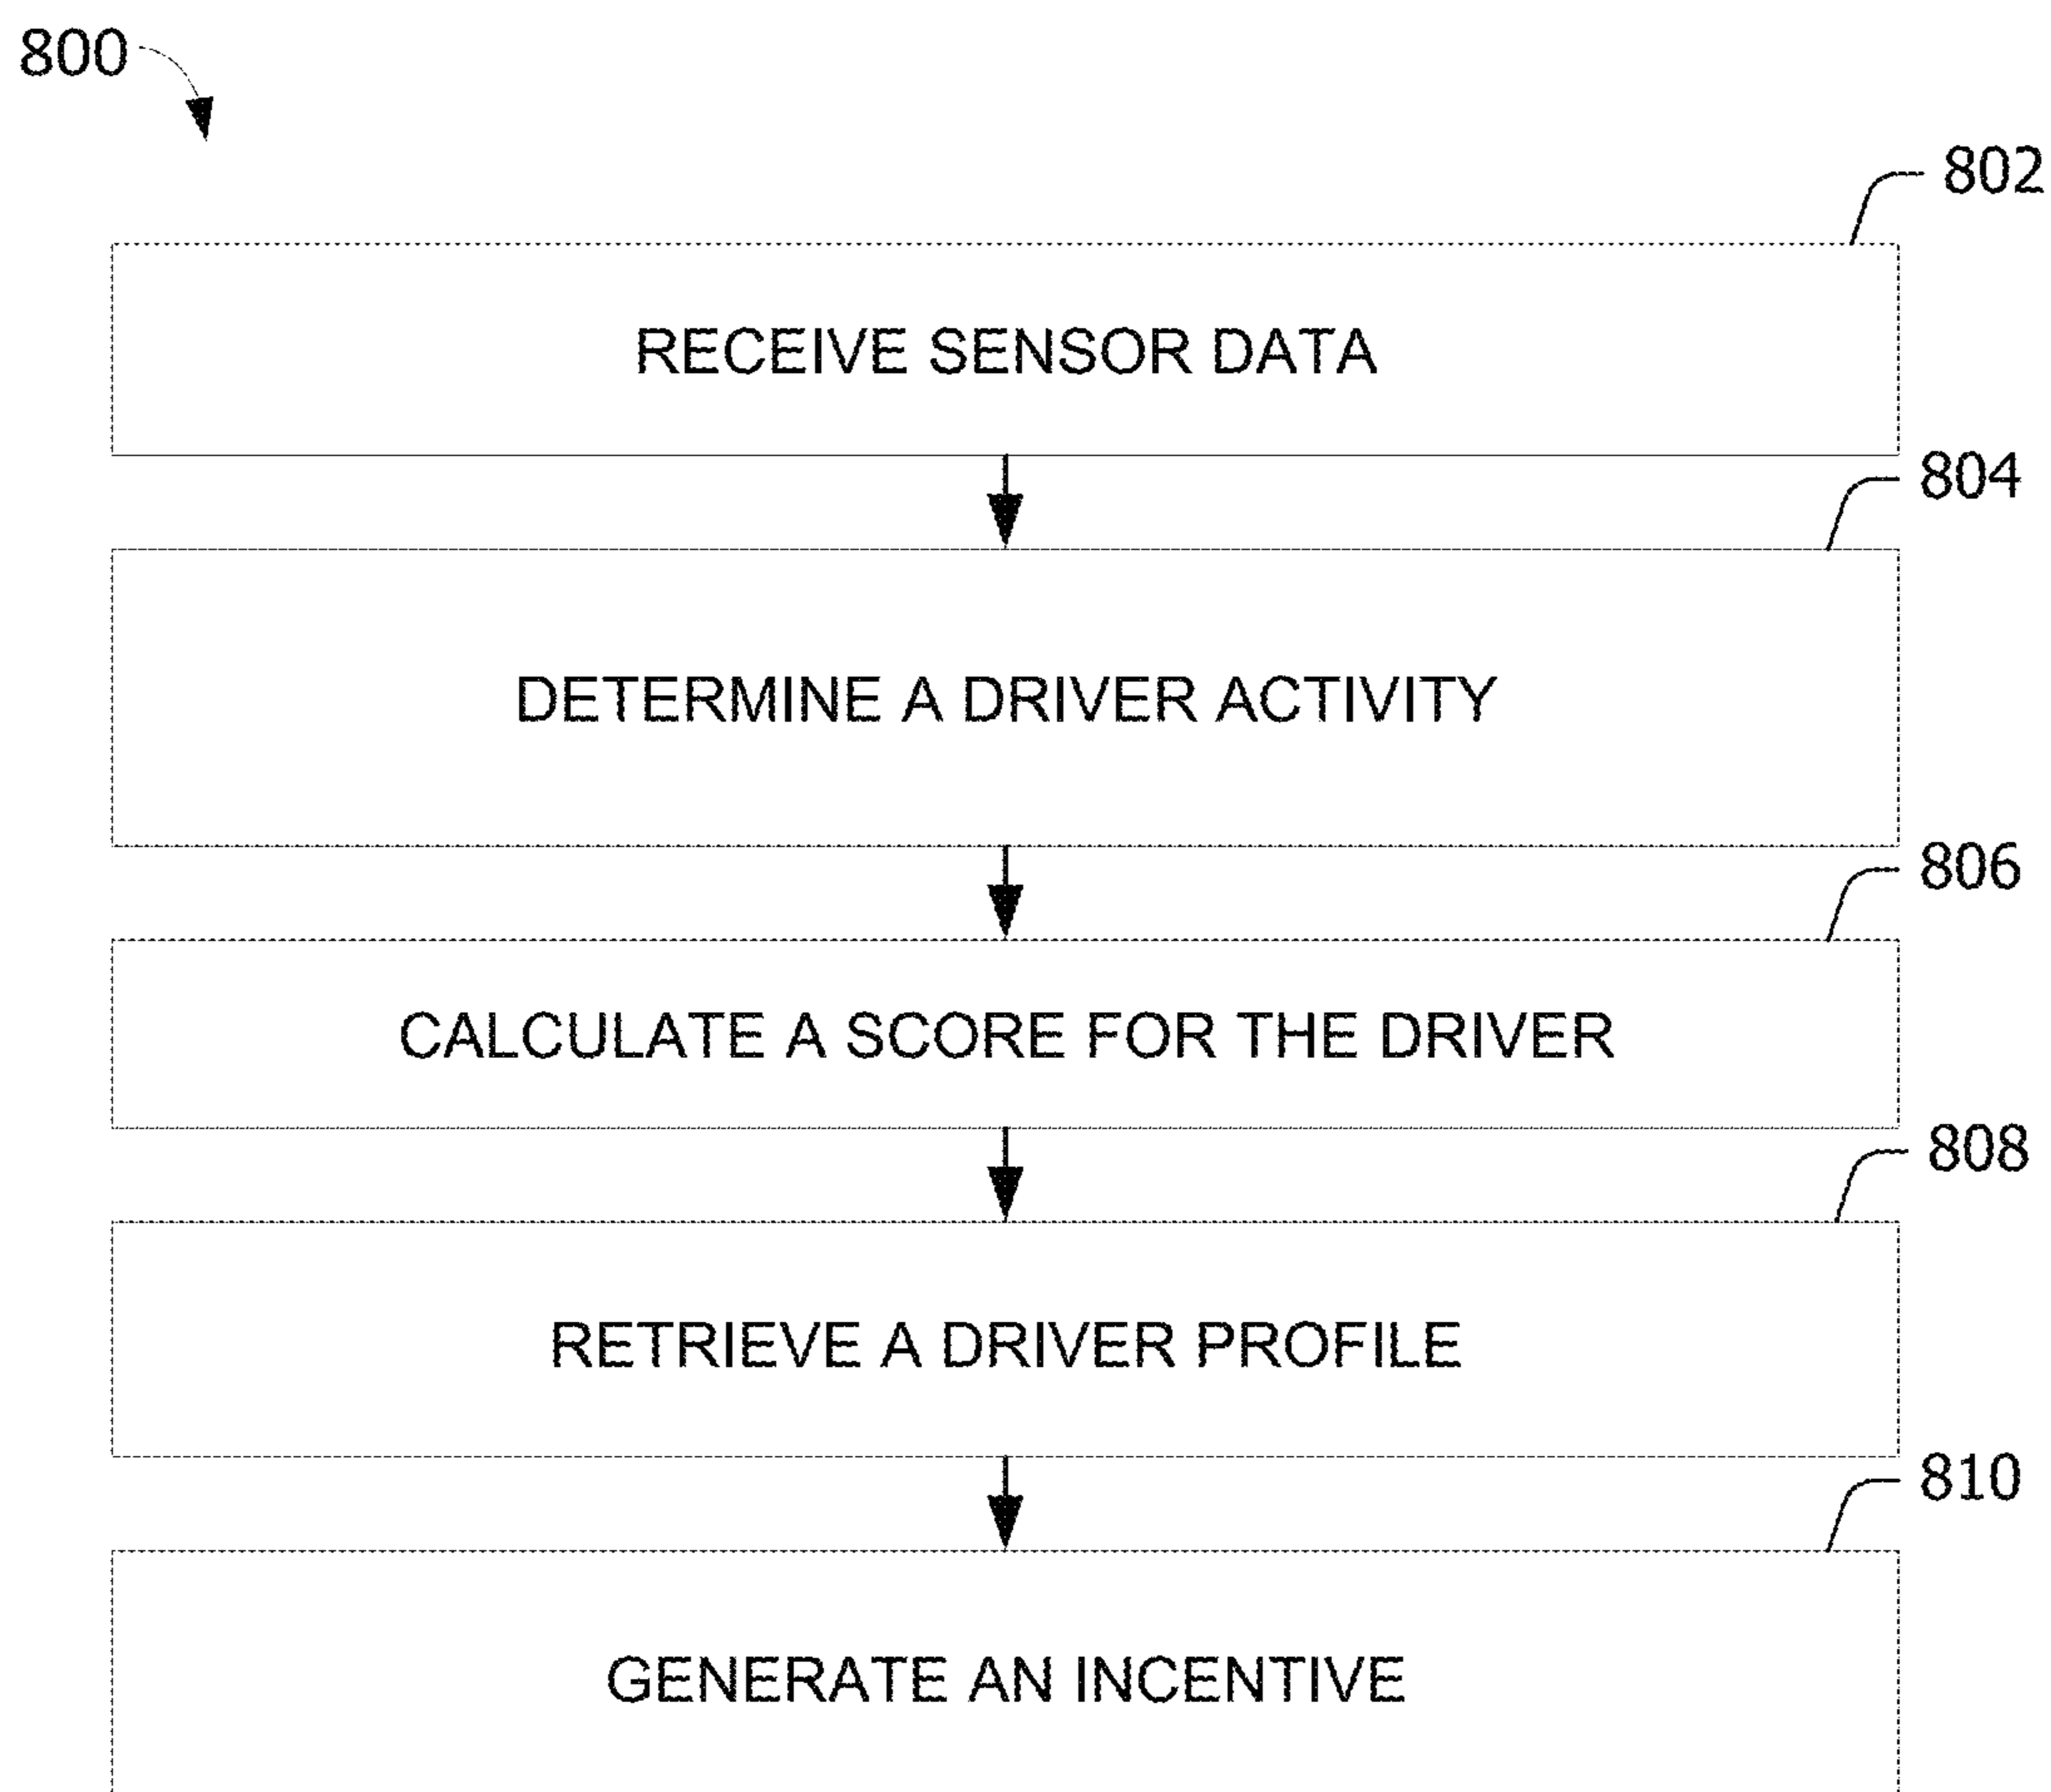 800
802
RECEIVE SENSOR DATA
804
DETERMINE A DRIVER ACTIVITY
806
CALCULATE A SCORE FOR THE DRIVER
808
RETRIEVE A DRIVER PROFILE
810
GENERATE AN INCENTIVE